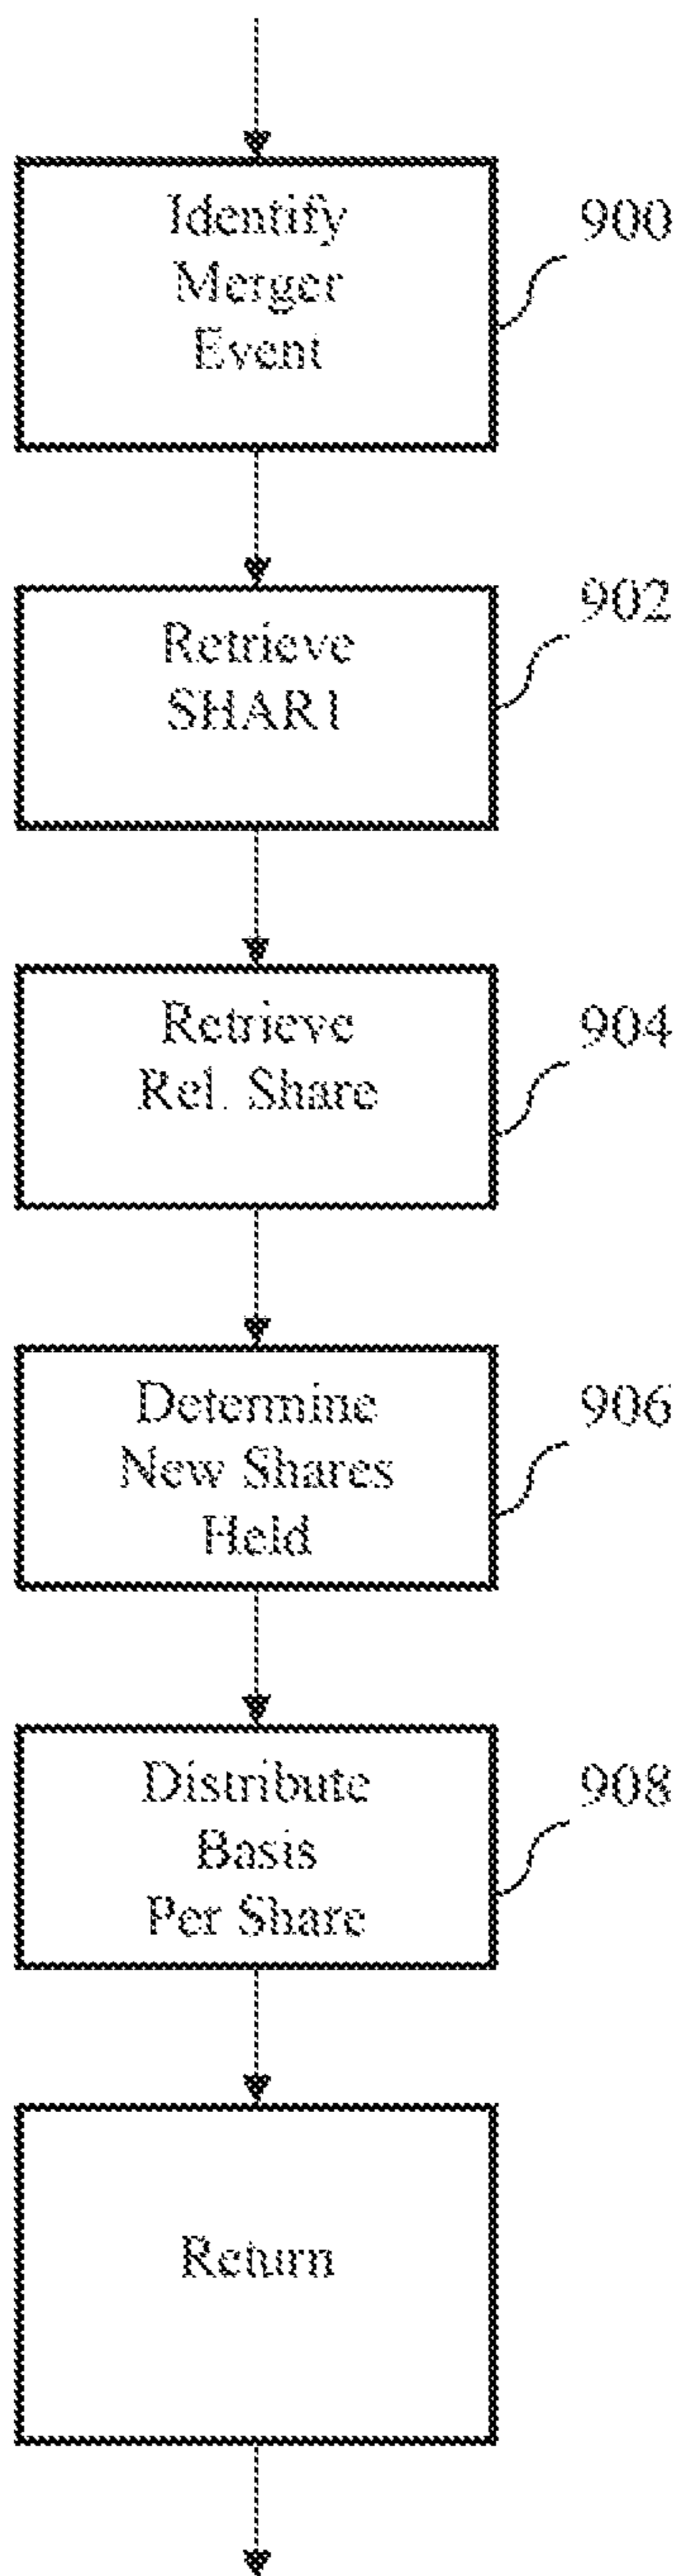 Identify
Merger
Event
900
Retrieve
SHAR1
902
Retrieve
Rel. Share
904
Determine
New Shares
Held
906
Distribute
Basis
Per Share
908
Return